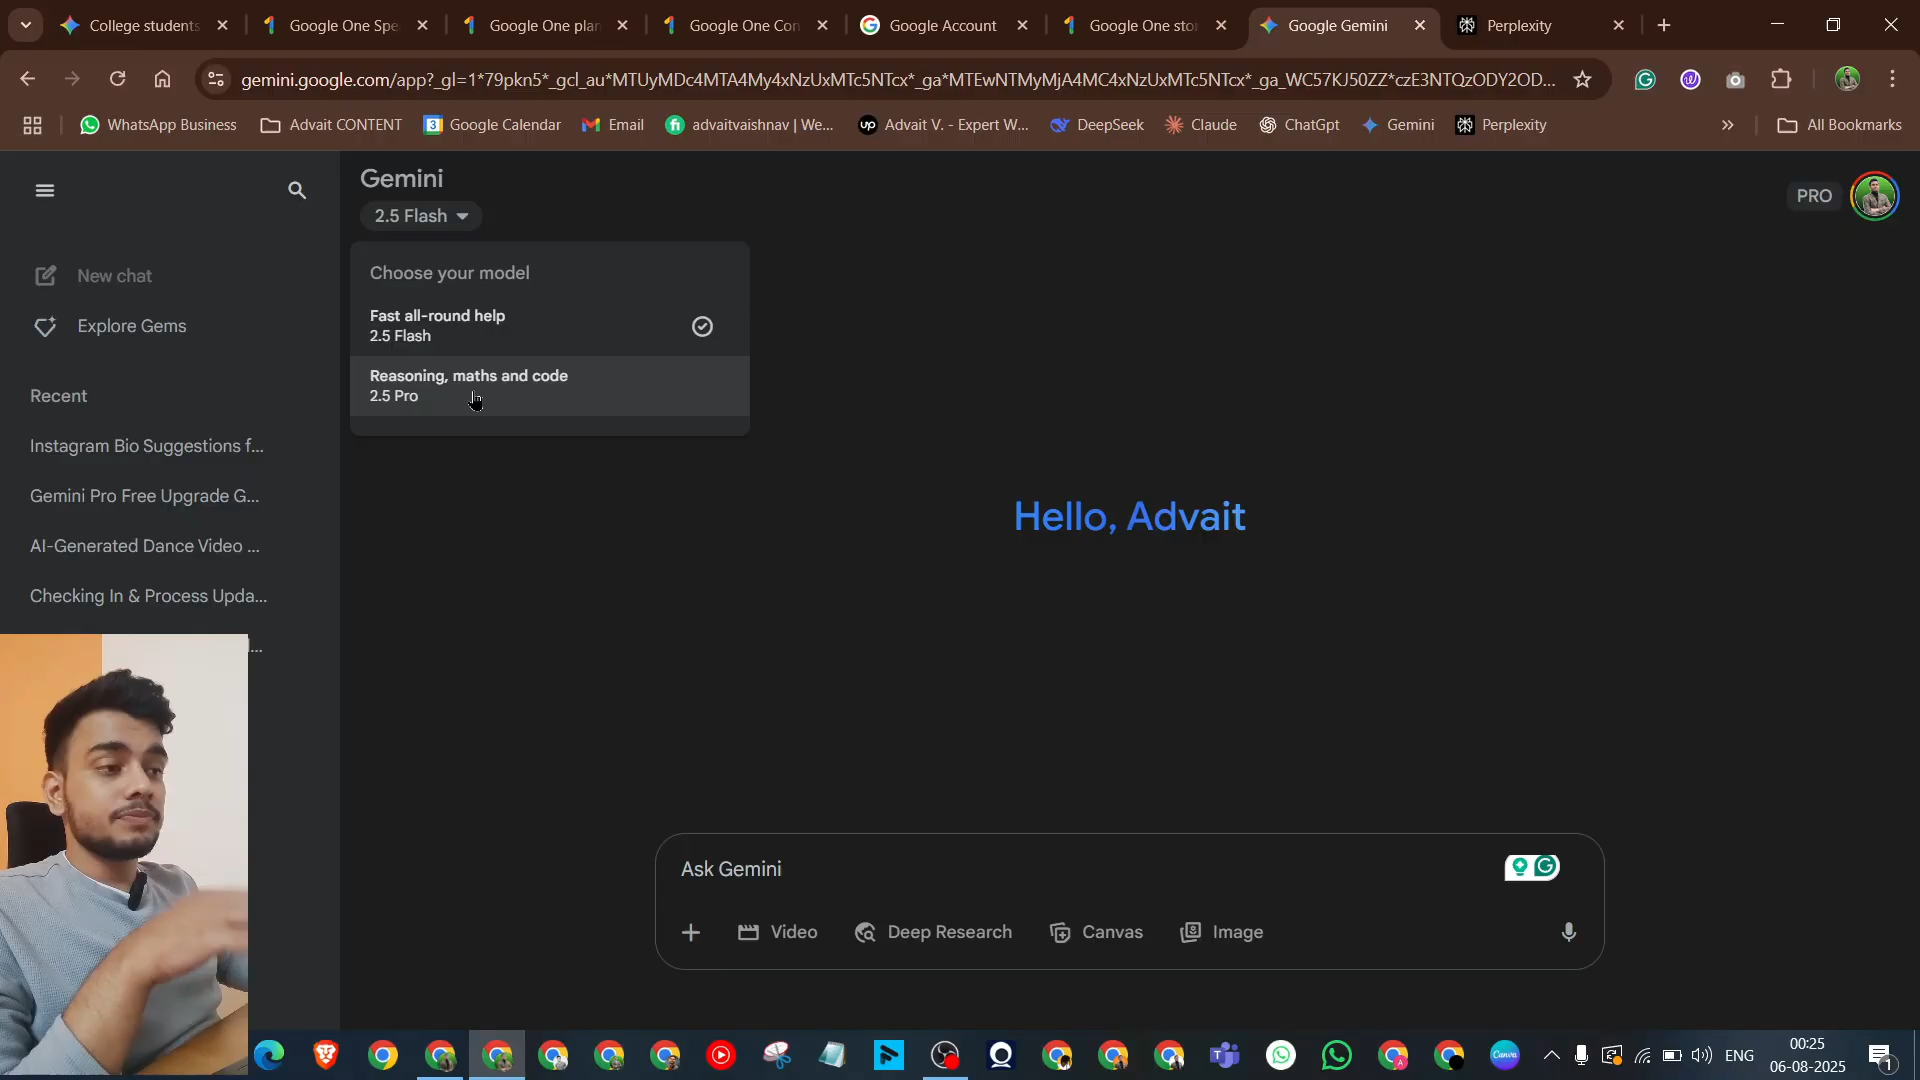 College students
Google One Spe
Google One plan
Google One Con
Google Account
Google One sto
Google Gemini
Perplexity
gemini.google.com/app?_gl=1*79pkn5*_gcl_au*MTUyMDc4MTA4My4xNzUxMTc5NTcx*_ga*MTEwNTMyMjA4MC4xNzUxMTc5NTcx*_ga_WC57KJ50ZZ*czE3NTQzODY2OD...
WhatsApp Business
Advait CONTENT
Google Calendar
Email
advaitvaishnav | We...
Advait V. - Expert W...
DeepSeek
Claude
ChatGpt
Gemini
Perplexity
All Bookmarks
Gemini
2.5 Flash
PRO
New chat
Explore Gems
Recent
Instagram Bio Suggestions f...
Gemini Pro Free Upgrade G...
AI-Generated Dance Video ...
Checking In & Process Upda...
Choose your model
Fast all-round help
2.5 Flash
Reasoning, maths and code
2.5 Pro
Hello, Advait
Ask Gemini
Video
Deep Research
Canvas
Image
ENG
00:25
06-08-2025
1